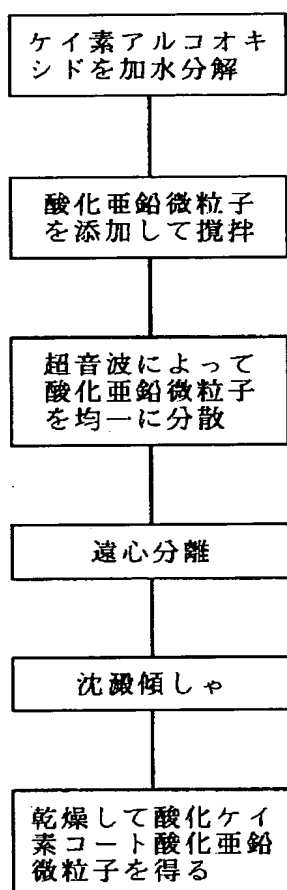 ケイ素アルコオキ
シドを加水分解
酸化亜鉛微粒子
を添加して撹拌
超音波によって
酸化亜鉛微粒子
を均一に分散
遠心分離
沈澱傾しゃ
乾燥して酸化ケイ
素コート酸化亜鉛
微粒子を得る